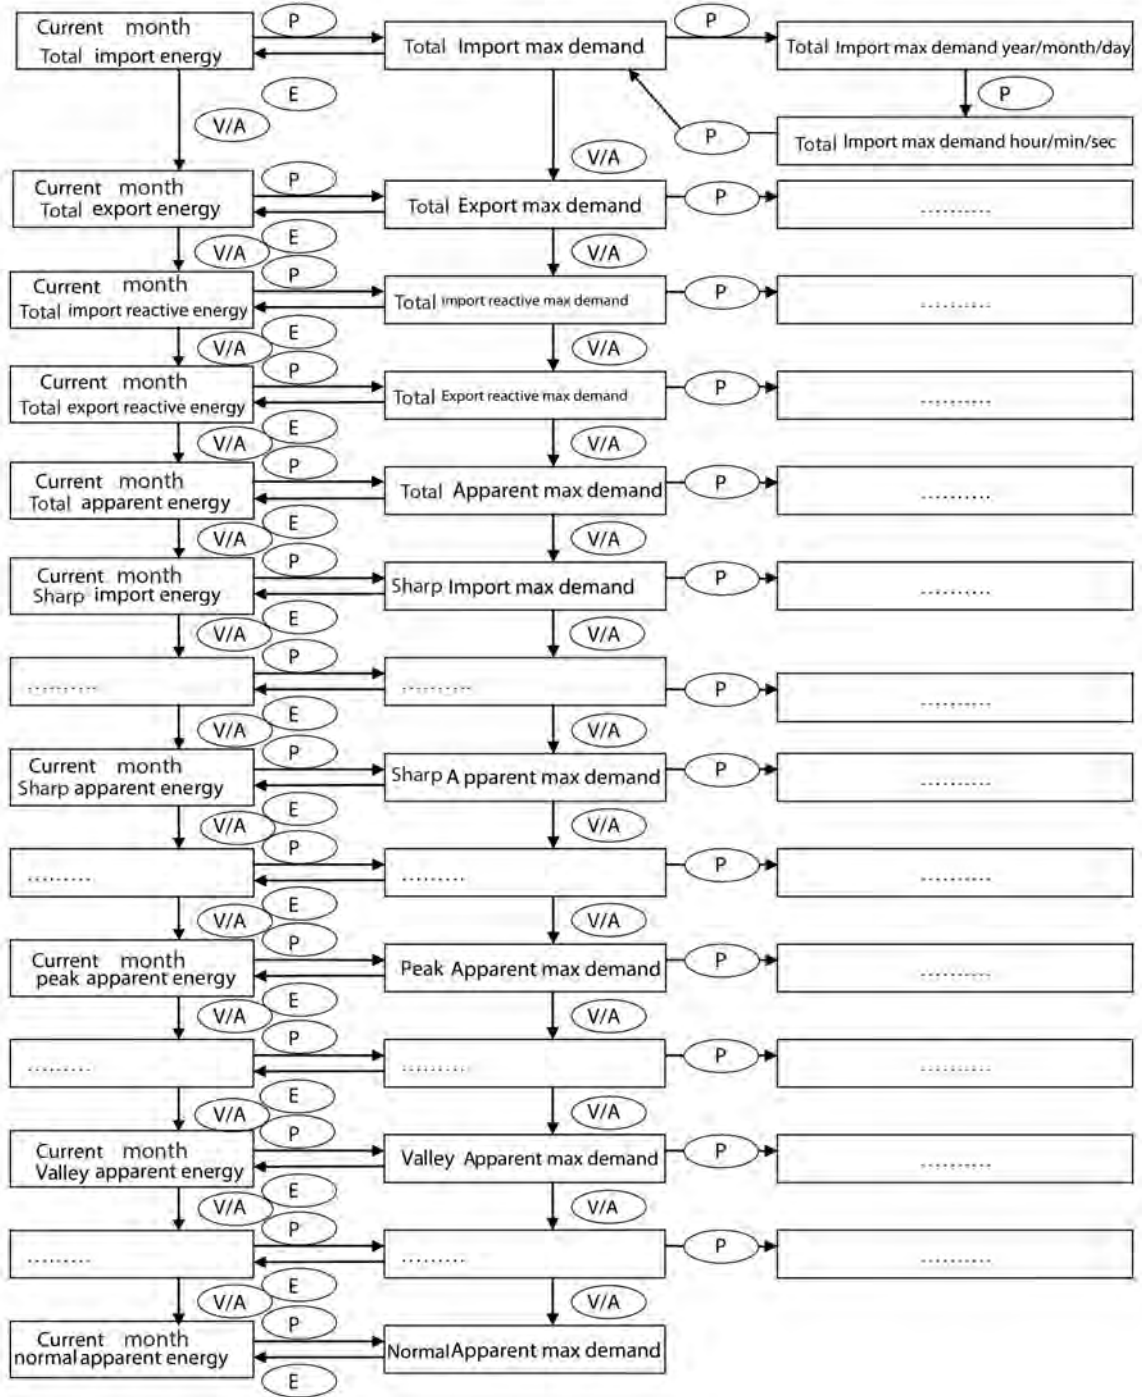 Current month
Total import energy
P
Total Import max demand
P
Total Import max demand year/month/day
E
P
V/A
P
Total Import max demand hour/min/sec
V/A
Current month
Total export energy
P
Total Export max demand
P
..........
E
V/A
V/A
Current month
Total import reactive energy
P
Total Import reactive max demand
P
..........
E
V/A
V/A
Current month
Total export reactive energy
P
Total Export reactive max demand
P
..........
E
V/A
V/A
Current month
Total apparent energy
P
Total Apparent max demand
P
..........
E
V/A
V/A
Current month
Sharp import energy
P
Sharp Import max demand
P
..........
E
V/A
V/A
..........
P
..........
P
..........
E
V/A
V/A
Current month
Sharp apparent energy
P
Sharp A pparent max demand
P
..........
E
V/A
V/A
.........
P
.........
P
..........
E
V/A
V/A
Current month
peak apparent energy
P
Peak Apparent max demand
P
..........
E
V/A
V/A
.........
P
..........
P
..........
E
V/A
V/A
Current month
Valley apparent energy
P
Valley Apparent max demand
P
..........
E
V/A
V/A
.........
P
.........
P
..........
E
V/A
V/A
Current month
normal apparent energy
P
Normal Apparent max demand
E